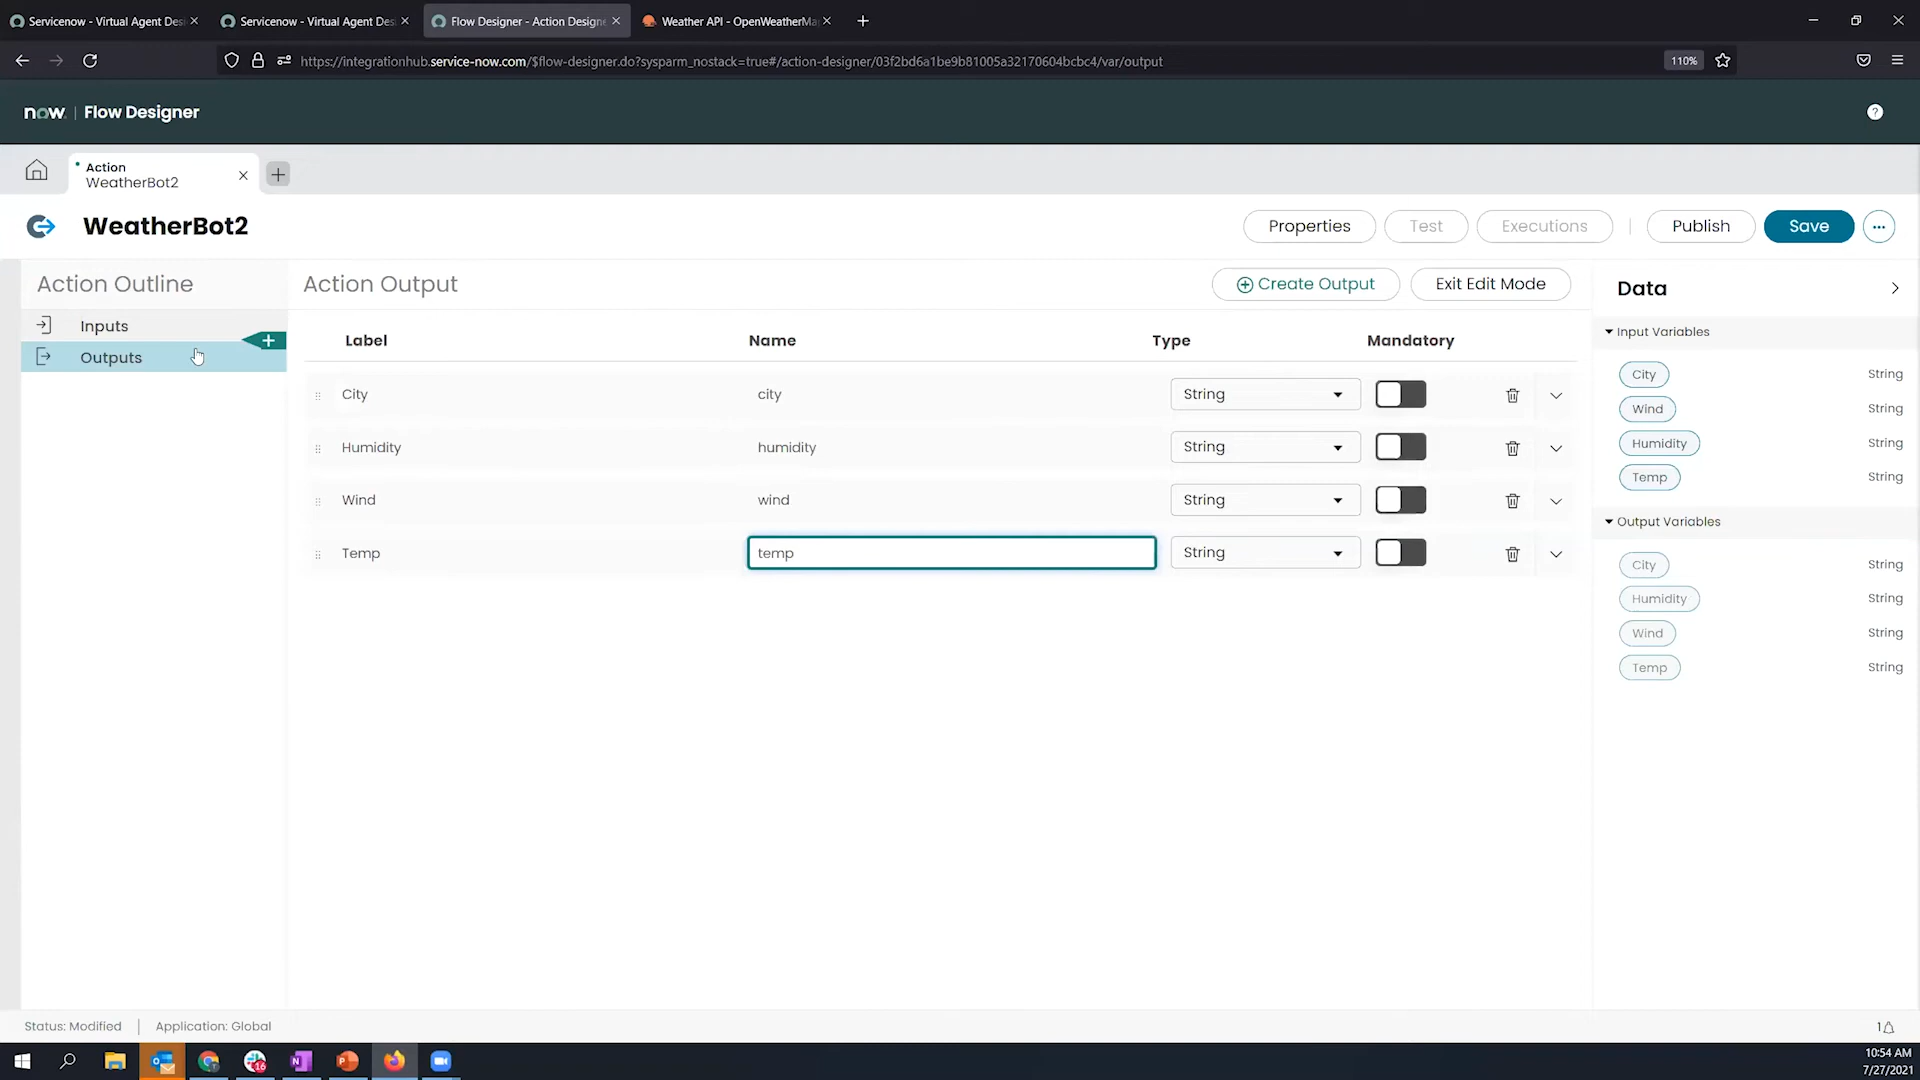 Servicenow - Virtual Agent Des
Servicenow - Virtual Agent Des
Flow Designer - Action Designe
Weather API - OpenWeatherMa
https://integrationhub.service-now.com/$flow-designer.do?sysparm_nostack=true#/action-designer/03f2bd6a1be9b81005a32170604bcbc4/var/output
110%
now
Flow Designer
Action
WeatherBot2
WeatherBot2
Properties
Test
Executions
Publish
Save
Action Outline
Inputs
Outputs
Action Output
Create Output
Exit Edit Mode
Label Name Type Mandatory
City city String
Humidity humidity String
Wind wind String
Temp temp String
Data
Input Variables
City String
Wind String
Humidity String
Temp String
Output Variables
City String
Humidity String
Wind String
Temp String
Status: Modified
Application: Global
1
16
10:54 AM
7/27/2021